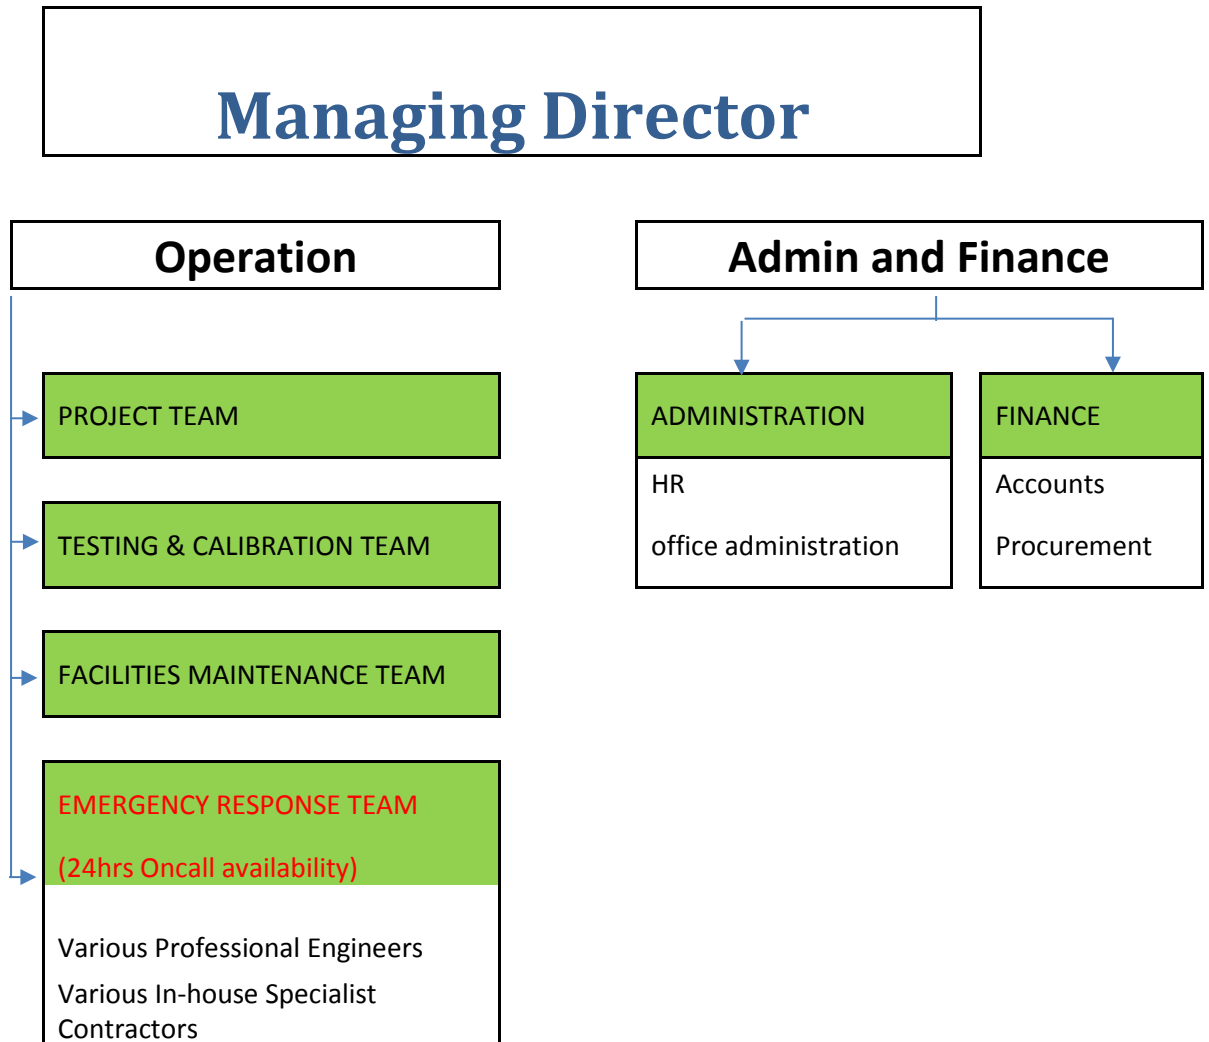 Managing Director
Operation
Admin and Finance
PROJECT TEAM
TESTING & CALIBRATION TEAM
FACILITIES MAINTENANCE TEAM
EMERGENCY RESPONSE TEAM
(24hrs Oncall availability)
Various Professional Engineers
Various In-house Specialist
Contractors
ADMINISTRATION
HR
office administration
FINANCE
Accounts
Procurement